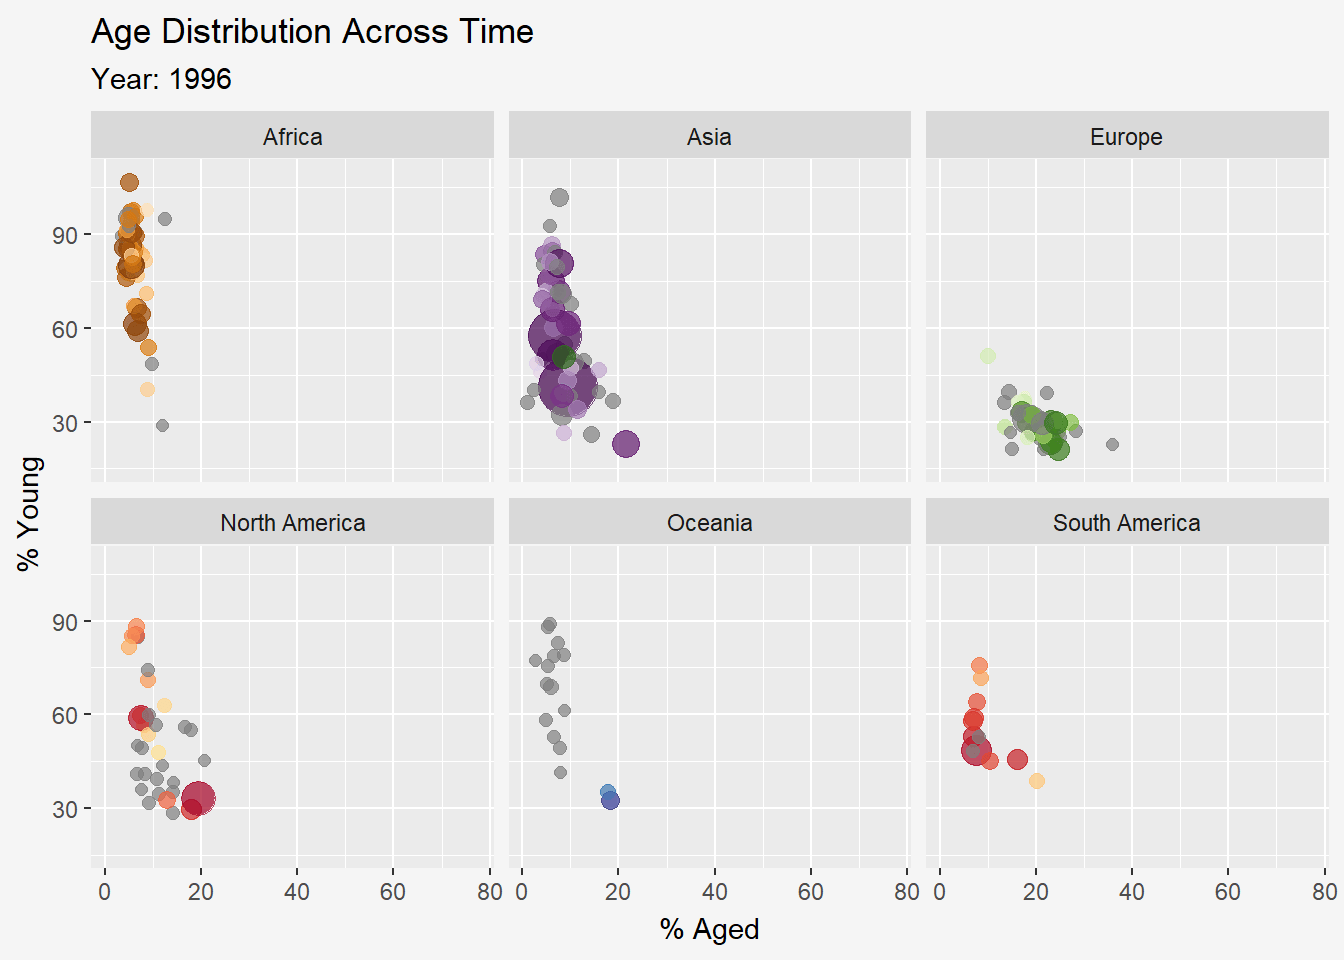 Age Distribution Across Time
Year: 1996
Africa
Asia
Europe
90
60
30
% Young
North America
Oceania
South America
90
60
30
0 20 40 60 80
0 20 40 60 80
0 20 40 60 80
% Aged